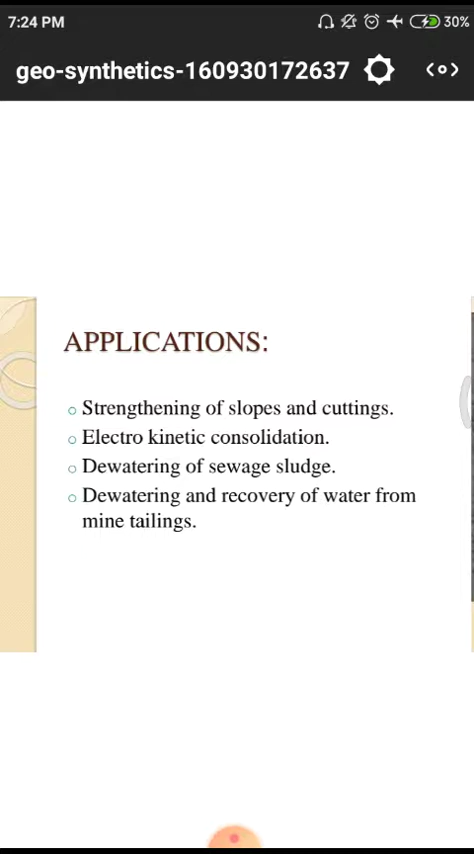 7:24 PM
30%
geo-synthetics-160930172637
APPLICATIONS:
Strengthening of slopes and cuttings.
Electro kinetic consolidation.
Dewatering of sewage sludge.
Dewatering and recovery of water from
mine tailings.